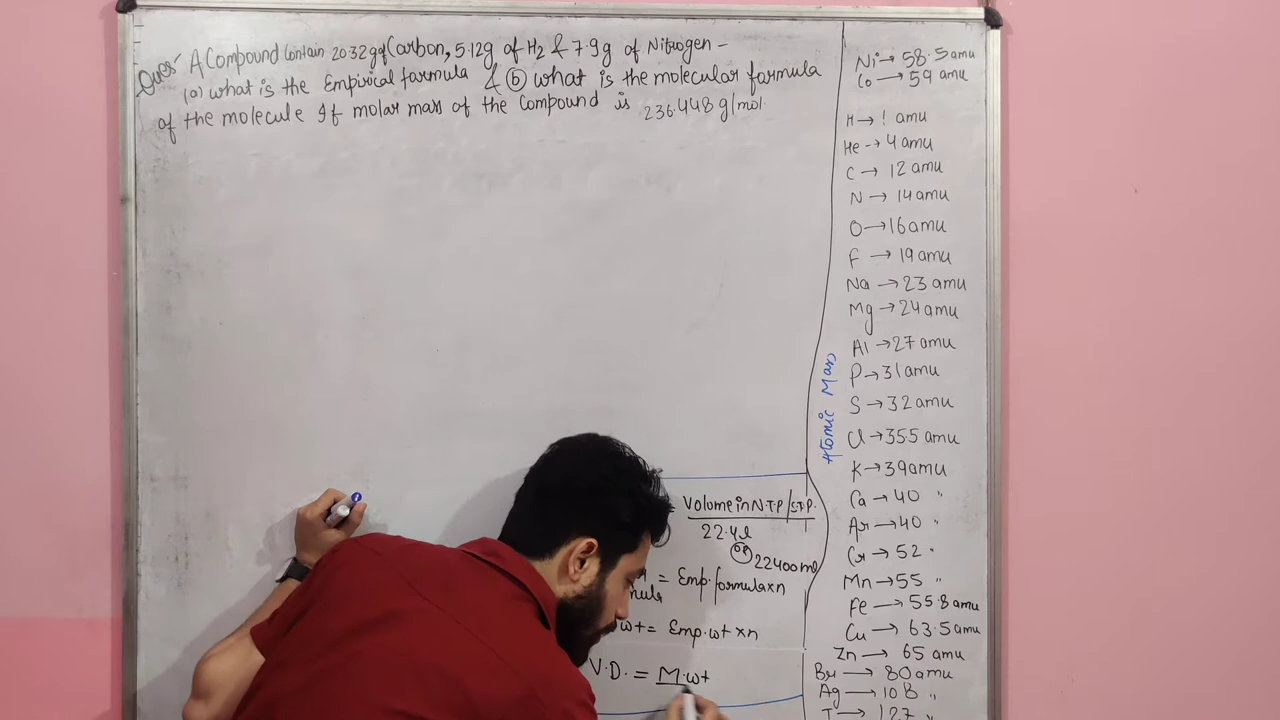 Ques- A Compound Contain 20.32g of Carbon, 5.12g of H2 & 7.9g of Nitrogen -
(a) what is the Empirical formula & (b) what is the molecular formula
of the molecule If molar mass of the Compound is 236.448 g/mol.
= Volume in N.T.P / S.T.P.
22.4 l
or 22400 ml
= Emp. formula x n
wt = Emp. wt x n
V.D. = M.wt
Atomic Mass
Ni → 58.5 amu
Co → 59 amu
H → 1 amu
He → 4 amu
C → 12 amu
N → 14 amu
O → 16 amu
F → 19 amu
Na → 23 amu
Mg → 24 amu
Al → 27 amu
P → 31 amu
S → 32 amu
Cl → 35.5 amu
K → 39 amu
Ca → 40 "
Ar → 40 "
Cr → 52 "
Mn → 55 "
Fe → 55.8 amu
Cu → 63.5 amu
Zn → 65 amu
Br → 80 amu
Ag → 108 "
I → 127 "